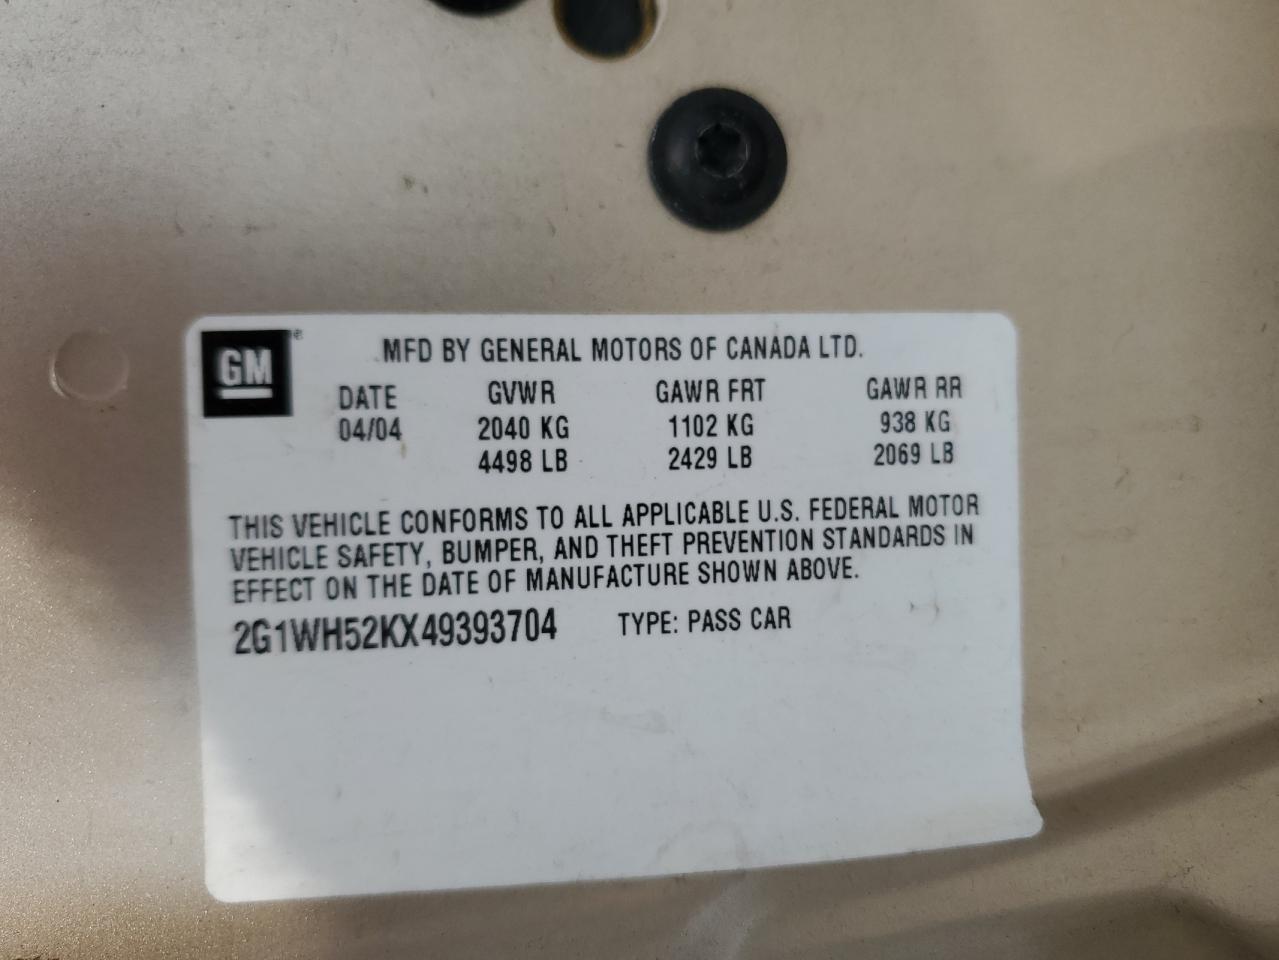 GM
MFD BY GENERAL MOTORS OF CANADA LTD.
DATE GVWR GAWR FRT GAWR RR
04/04 2040 KG 1102 KG 938 KG
4498 LB 2429 LB 2069 LB
THIS VEHICLE CONFORMS TO ALL APPLICABLE U.S. FEDERAL MOTOR
VEHICLE SAFETY, BUMPER, AND THEFT PREVENTION STANDARDS IN
EFFECT ON THE DATE OF MANUFACTURE SHOWN ABOVE.
2G1WH52KX49393704 TYPE: PASS CAR